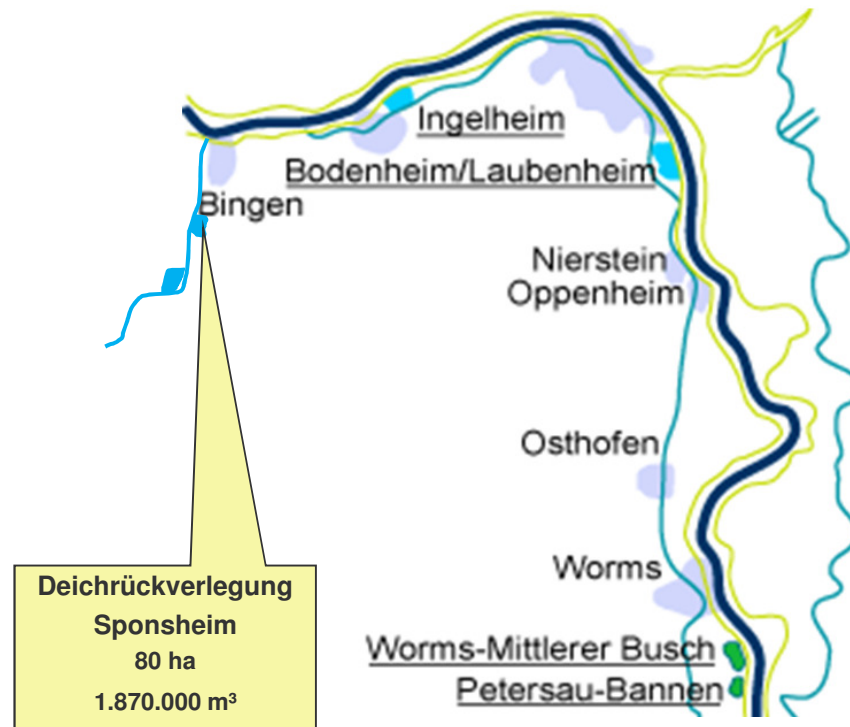 Ingelheim
Bodenheim/Laubenheim
Bingen
Nierstein
Oppenheim
Osthofen
Worms
Worms-Mittlerer Busch
Petersau-Bannen
Deichrückverlegung
Sponsheim
80 ha
1.870.000 m³